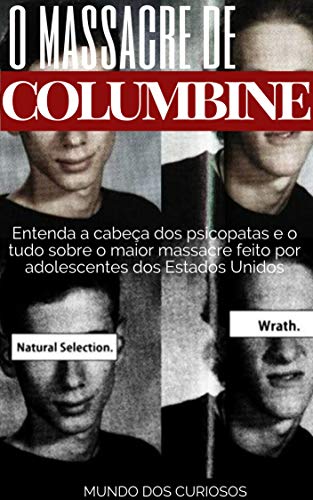 O MASSACRE DE
COLUMBINE
Entenda a cabeça dos psicopatas e o
tudo sobre o maior massacre feito por
adolescentes dos Estados Unidos
Natural Selection.
Wrath.
MUNDO DOS CURIOSOS